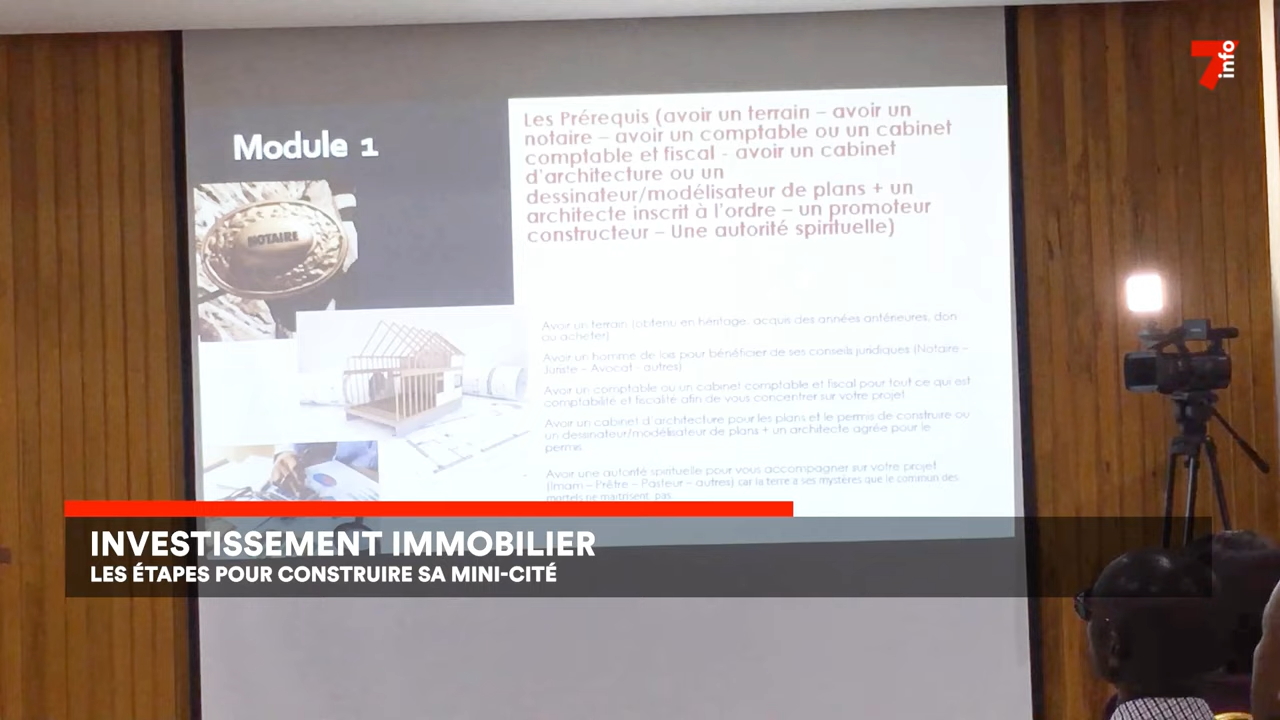 7info
Module 1
NOTAIRE
Les Prérequis (avoir un terrain – avoir un
notaire – avoir un comptable ou un cabinet
comptable et fiscal - avoir un cabinet
d'architecture ou un
dessinateur/modélisateur de plans + un
architecte inscrit à l'ordre – un promoteur
constructeur – Une autorité spirituelle)
Avoir un terrain (obtenu en héritage, acquis des années antérieures, don
ou acheter)
Avoir un homme de lois pour bénéficier de ses conseils juridiques (Notaire –
Juriste – Avocat - autres)
Avoir un comptable ou un cabinet comptable et fiscal pour tout ce qui est
comptabilité et fiscalité afin de vous concentrer sur votre projet
Avoir un cabinet d'architecture pour les plans et le permis de construire ou
un dessinateur/modélisateur de plans + un architecte agrée pour le
permis
Avoir une autorité spirituelle pour vous accompagner sur votre projet
(Imam – Prêtre – Pasteur – autres) car la terre a ses mystères que le commun des
mortels ne maitrisent pas
INVESTISSEMENT IMMOBILIER
LES ÉTAPES POUR CONSTRUIRE SA MINI-CITÉ